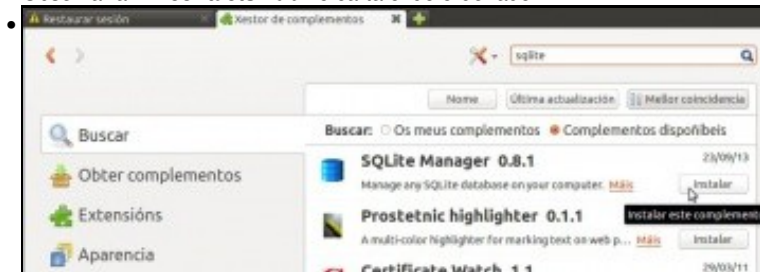 Restaurar sesión
Xestor de complementos
sqlite
Nome Última actualización Mellor coincidencia
Buscar
Buscar: Os meus complementos Complementos dispoñíbeis
SQLite Manager 0.8.1 23/09/13
Manage any SQLite database on your computer. Máis Instalar
Instalar este complemento
Obter complementos
Extensións
Prostetnic highlighter 0.1.1
A multi-color highlighter for marking text on web p... Máis Instalar
Aparencia
Certificate Watch 1.1 29/03/11